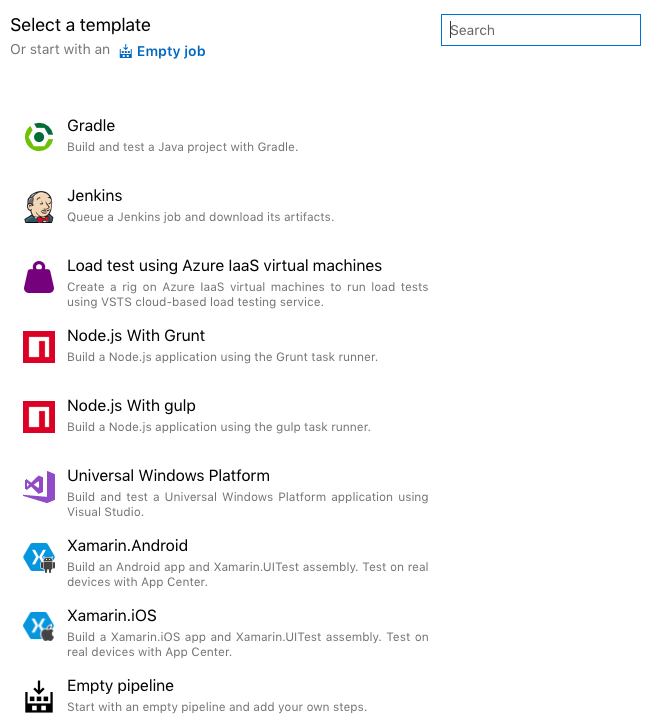 Select a template
Search
Or start with an Empty job
Gradle
Build and test a Java project with Gradle.
Jenkins
Queue a Jenkins job and download its artifacts.
Load test using Azure IaaS virtual machines
Create a rig on Azure IaaS virtual machines to run load tests
using VSTS cloud-based load testing service.
Node.js With Grunt
Build a Node.js application using the Grunt task runner.
Node.js With gulp
Build a Node.js application using the gulp task runner.
Universal Windows Platform
Build and test a Universal Windows Platform application using
Visual Studio.
Xamarin.Android
Build an Android app and Xamarin.UITest assembly. Test on real
devices with App Center.
Xamarin.iOS
Build a Xamarin.iOS app and Xamarin.UITest assembly. Test on
real devices with App Center.
Empty pipeline
Start with an empty pipeline and add your own steps.